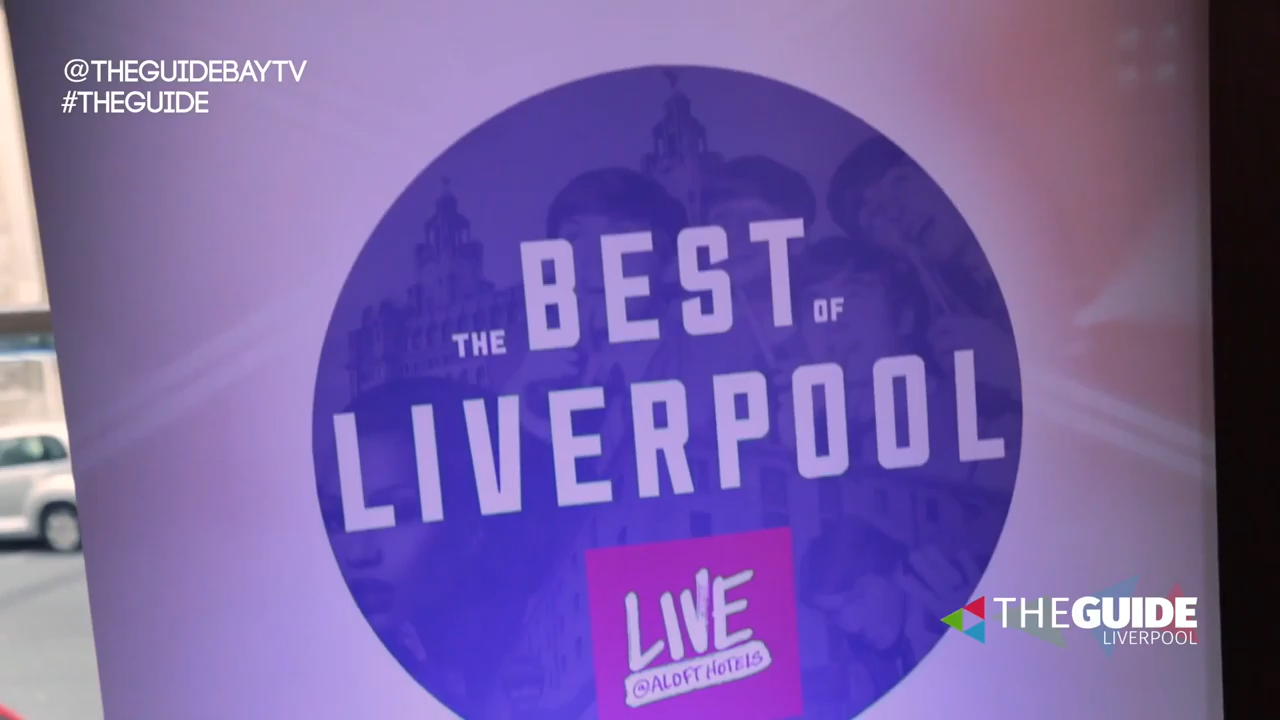 @THEGUIDEBAYTV
#THEGUIDE
THE BEST OF
LIVERPOOL
LIVE
@ALOFT HOTELS
THEGUIDE
LIVERPOOL